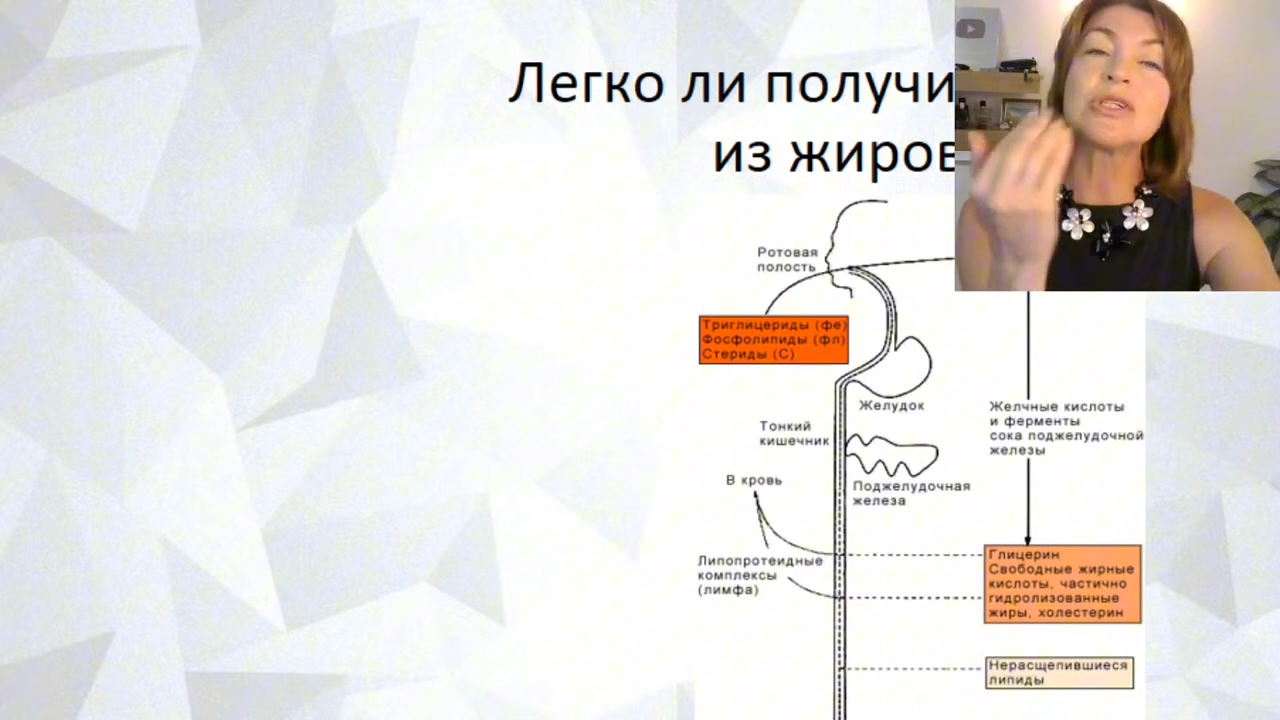 Легко ли получи
из жиров
Ротовая
полость
Триглицериды (фе)
Фосфолипиды (фл)
Стериды (С)
Желудок
Желчные кислоты
и ферменты
сока поджелудочной
железы
Тонкий
кишечник
В кровь
Поджелудочная
железа
Липопротеидные
комплексы
(лимфа)
Глицерин
Свободные жирные
кислоты, частично
гидролизованные
жиры, холестерин
Нерасщепившиеся
липиды